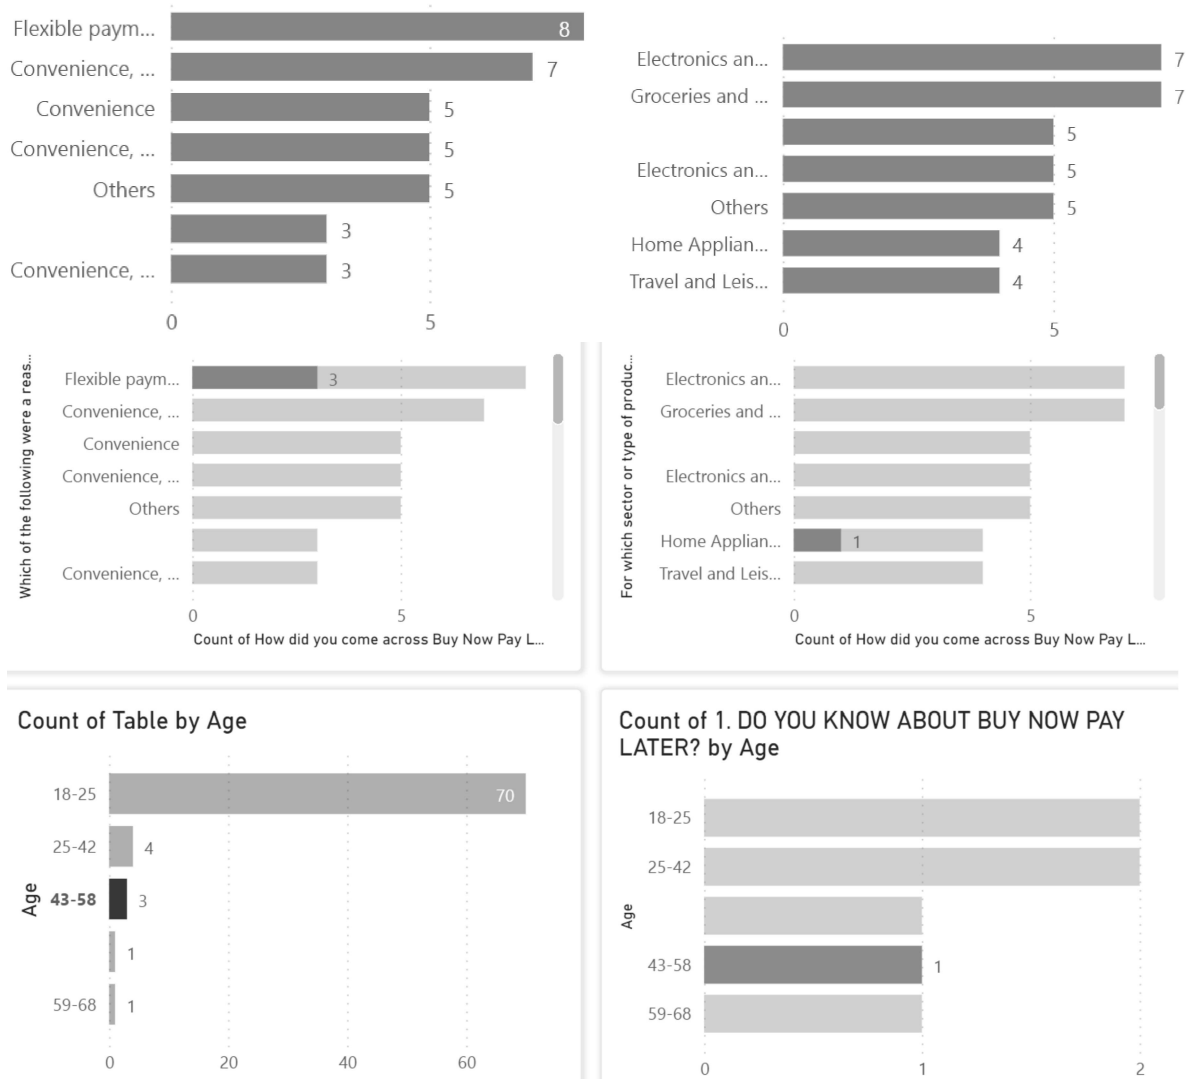 Flexible paym... 8
Convenience, ... 7
Convenience 5
Convenience, ... 5
Others 5
3
Convenience, ... 3
0 5
Electronics an... 7
Groceries and ... 7
5
Electronics an... 5
Others 5
Home Applian... 4
Travel and Leis... 4
0 5
Which of the following were a reas...
Flexible paym... 3
Convenience, ...
Convenience
Convenience, ...
Others
Convenience, ...
0 5
Count of How did you come across Buy Now Pay L...
For which sector or type of produc...
Electronics an...
Groceries and ...
Electronics an...
Others
Home Applian... 1
Travel and Leis...
0 5
Count of How did you come across Buy Now Pay L...
Count of Table by Age
Age
18-25 70
25-42 4
43-58 3
1
59-68 1
0 20 40 60
Count of 1. DO YOU KNOW ABOUT BUY NOW PAY
LATER? by Age
Age
18-25
25-42
43-58 1
59-68
0 1 2